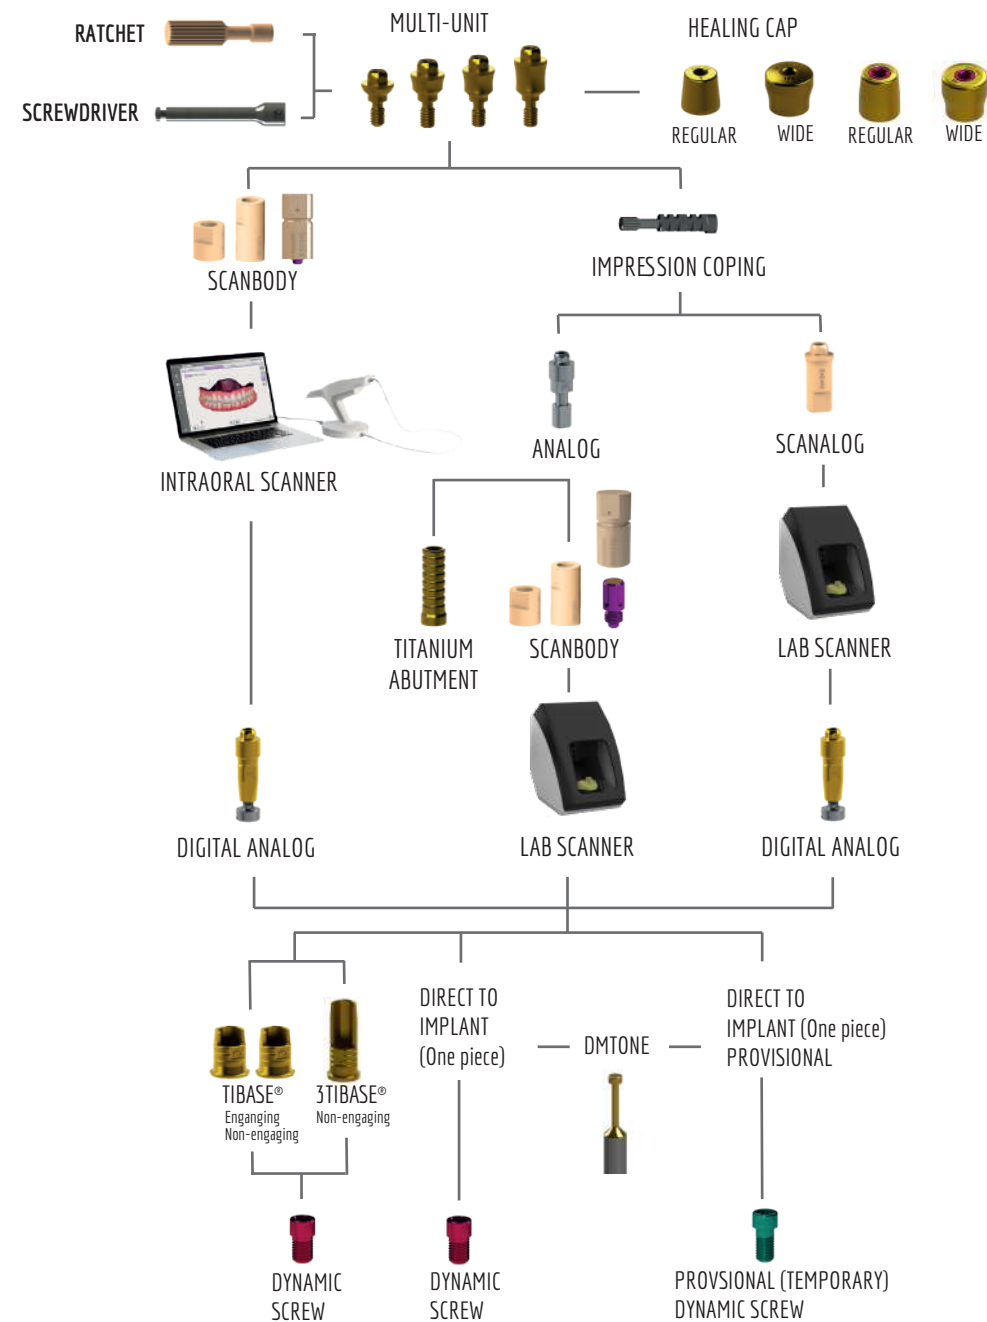 MULTI-UNIT
HEALING CAP
RATCHET
SCREWDRIVER
REGULAR
WIDE
REGULAR
WIDE
SCANBODY
IMPRESSION COPING
INTRAORAL SCANNER
ANALOG
SCANALOG
TITANIUM
ABUTMENT
SCANBODY
LAB SCANNER
DIGITAL ANALOG
LAB SCANNER
DIGITAL ANALOG
DIRECT TO
IMPLANT
(One piece)
DMTONE
DIRECT TO
IMPLANT (One piece)
PROVISIONAL
TIBASE®
Enganging
Non-engaging
3TIBASE®
Non-engaging
DYNAMIC
SCREW
DYNAMIC
SCREW
PROVSIONAL (TEMPORARY)
DYNAMIC SCREW